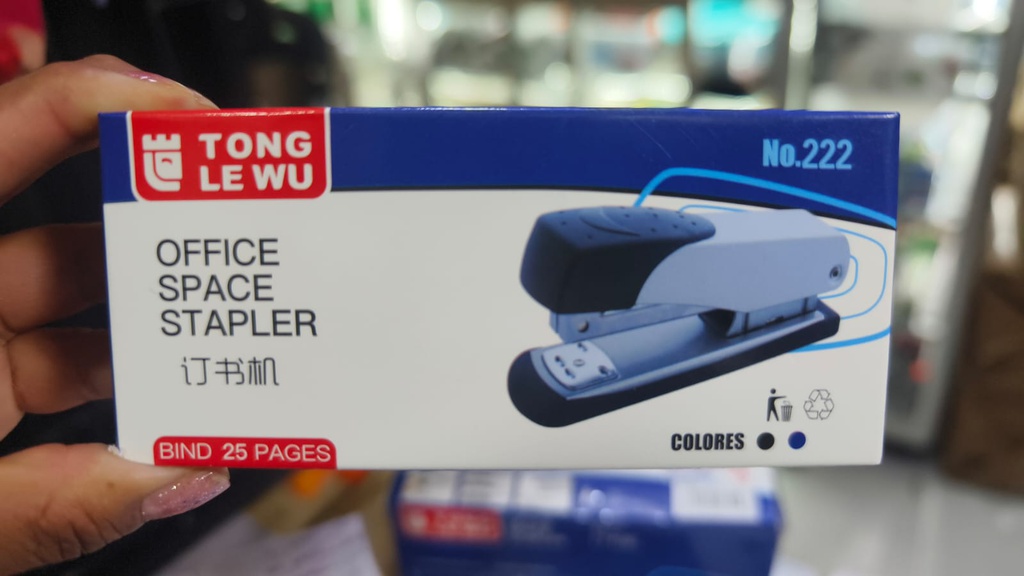 TONG
LE WU
No.222
OFFICE
SPACE
STAPLER
订书机
BIND 25 PAGES
COLORES